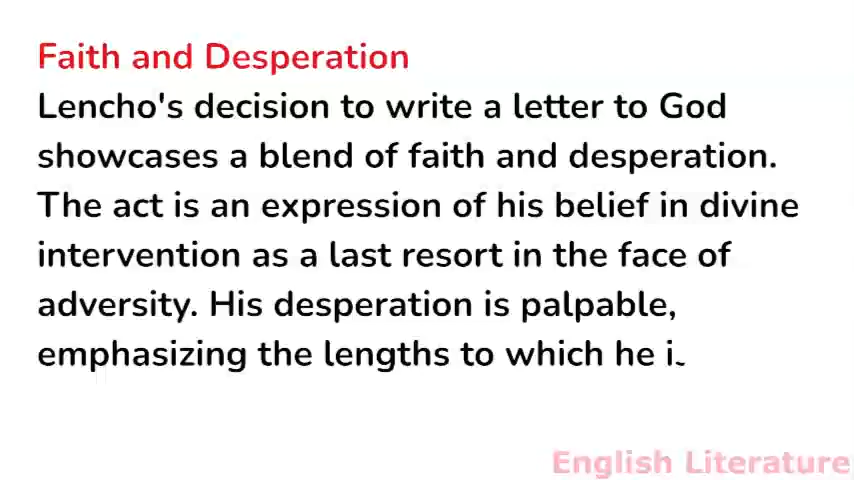 Faith and Desperation
Lencho's decision to write a letter to God
showcases a blend of faith and desperation.
The act is an expression of his belief in divine
intervention as a last resort in the face of
adversity. His desperation is palpable,
emphasizing the lengths to which he
English Literature